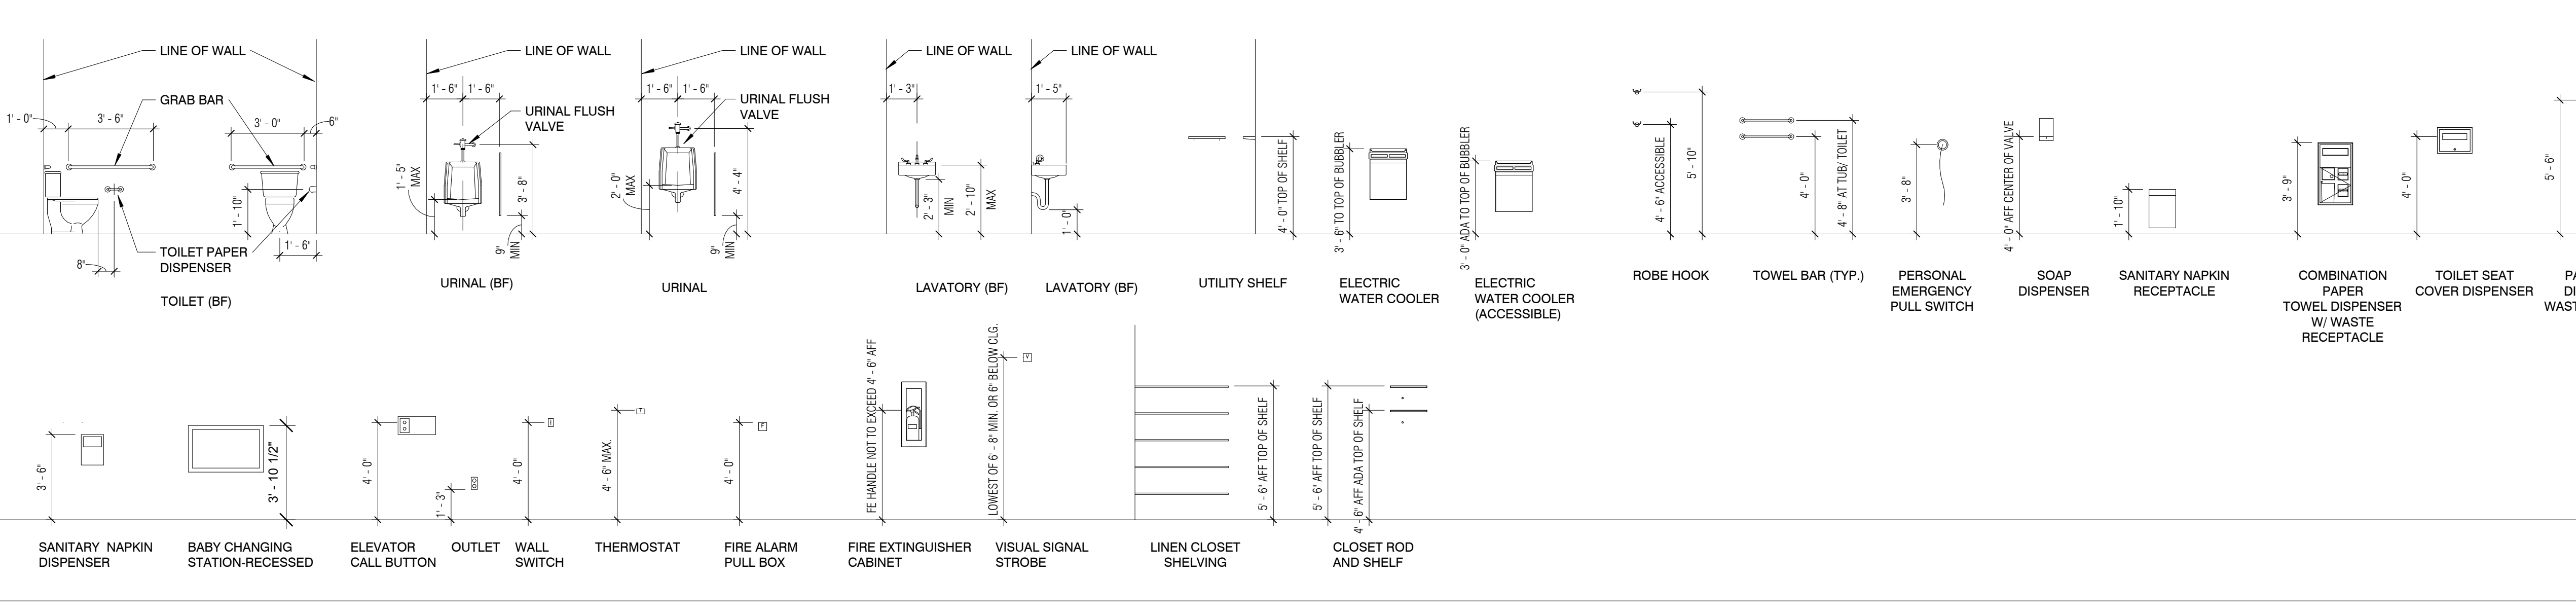 LINE OF WALL
GRAB BAR
1' - 0"
3' - 6"
3' - 0"
6"
1' - 10"
TOILET PAPER
DISPENSER
8"
1' - 6"
TOILET (BF)
LINE OF WALL
1' - 6"
1' - 6"
URINAL FLUSH
VALVE
1' - 5"
MAX
3' - 8"
9"
MIN
URINAL (BF)
LINE OF WALL
1' - 6"
1' - 6"
URINAL FLUSH
VALVE
2' - 0"
MAX
4' - 4"
9"
MIN
URINAL
LINE OF WALL
1' - 3"
2' - 3"
MIN
2' - 10"
MAX
LAVATORY (BF)
LINE OF WALL
1' - 5"
1' - 0"
LAVATORY (BF)
4' - 0" TOP OF SHELF
UTILITY SHELF
3' - 6" TO TOP OF BUBBLER
ELECTRIC
WATER COOLER
3' - 0" ADA TO TOP OF BUBBLER
ELECTRIC
WATER COOLER
(ACCESSIBLE)
4' - 6" ACCESSIBLE
5' - 10"
ROBE HOOK
4' - 0"
4' - 8" AT TUB/ TOILET
TOWEL BAR (TYP.)
3' - 8"
PERSONAL
EMERGENCY
PULL SWITCH
4' - 0" AFF CENTER OF VALVE
SOAP
DISPENSER
1' - 10"
SANITARY NAPKIN
RECEPTACLE
3' - 9"
COMBINATION
PAPER
TOWEL DISPENSER
W/ WASTE
RECEPTACLE
4' - 0"
TOILET SEAT
COVER DISPENSER
5' - 6"
PA
DI
WAST
3' - 6"
SANITARY NAPKIN
DISPENSER
3' - 10 1/2"
BABY CHANGING
STATION-RECESSED
4' - 0"
ELEVATOR
CALL BUTTON
1' - 3"
OUTLET
4' - 0"
WALL
SWITCH
4' - 6" MAX.
T
THERMOSTAT
4' - 0"
F
FIRE ALARM
PULL BOX
FE HANDLE NOT TO EXCEED 4' - 6" AFF
FIRE EXTINGUISHER
CABINET
LOWEST OF 6' - 8" MIN. OR 6" BELOW CLG.
V
VISUAL SIGNAL
STROBE
5' - 6" AFF TOP OF SHELF
LINEN CLOSET
SHELVING
5' - 6" AFF TOP OF SHELF
4' - 6" AFF ADA TOP OF SHELF
CLOSET ROD
AND SHELF